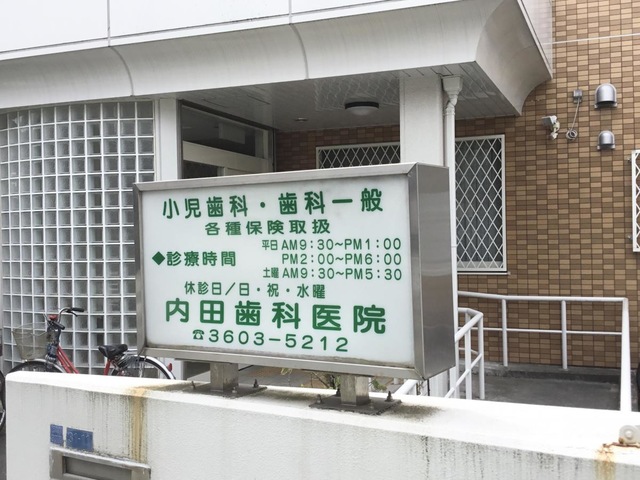 小児歯科・歯科一般
各種保険取扱
平日AM9:30〜PM1:00
◆診療時間 PM2:00〜PM6:00
土曜AM9:30〜PM5:30
休診日/日・祝・水曜
内田歯科医院
☎3603-5212